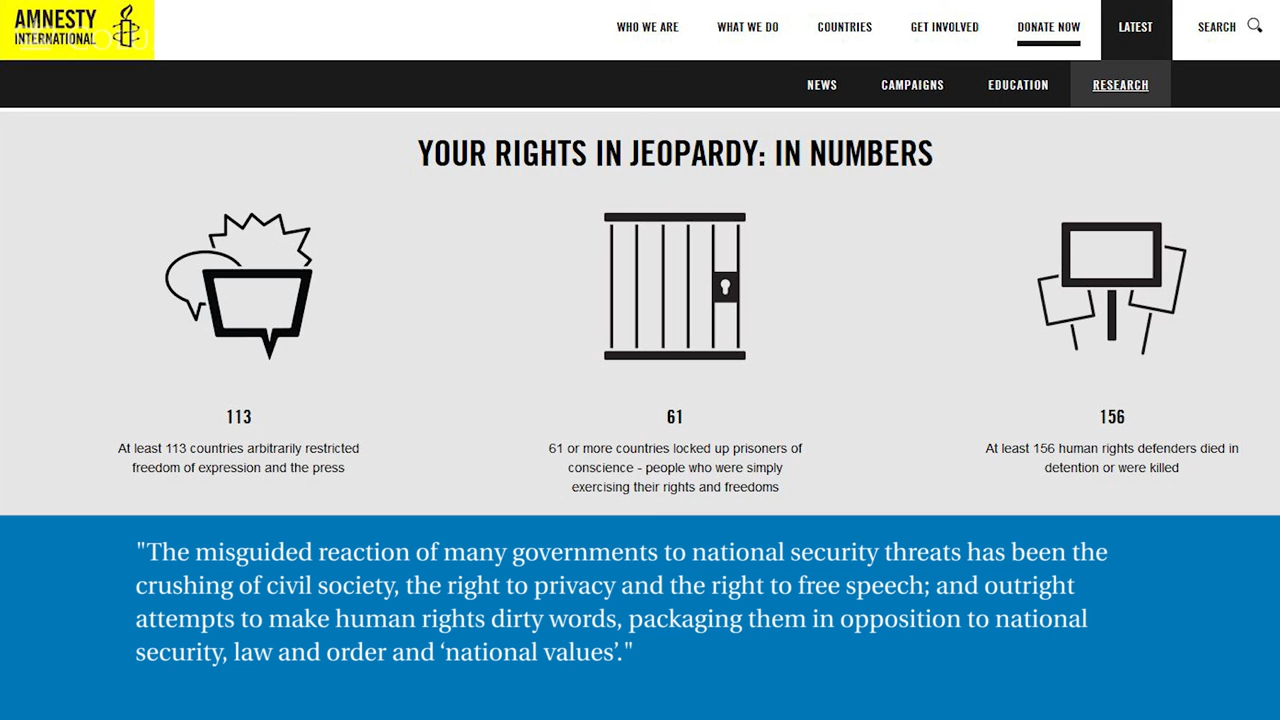 AMNESTY
INTERNATIONAL
WHO WE ARE
WHAT WE DO
COUNTRIES
GET INVOLVED
DONATE NOW
LATEST
SEARCH
NEWS
CAMPAIGNS
EDUCATION
RESEARCH
YOUR RIGHTS IN JEOPARDY: IN NUMBERS
113
At least 113 countries arbitrarily restricted
freedom of expression and the press
61
61 or more countries locked up prisoners of
conscience - people who were simply
exercising their rights and freedoms
156
At least 156 human rights defenders died in
detention or were killed
"The misguided reaction of many governments to national security threats has been the
crushing of civil society, the right to privacy and the right to free speech; and outright
attempts to make human rights dirty words, packaging them in opposition to national
security, law and order and ‘national values’."